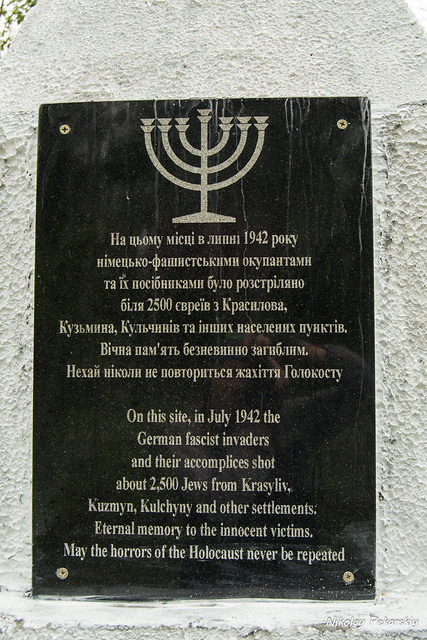 На цьому місці в липні 1942 року
німецько-фашистськими окупантами
та їх посібниками було розстріляно
біля 2500 євреїв з Красилова,
Кузьмина, Кульчинів та інших населених пунктів.
Вічна пам'ять безневинно загиблим.
Нехай ніколи не повториться жахіття Голокосту
On this site, in July 1942 the
German fascist invaders
and their accomplices shot
about 2,500 Jews from Krasyliv,
Kuzmyn, Kulchyny and other settlements.
Eternal memory to the innocent victims.
May the horrors of the Holocaust never be repeated
Nikolay Pekarskiy